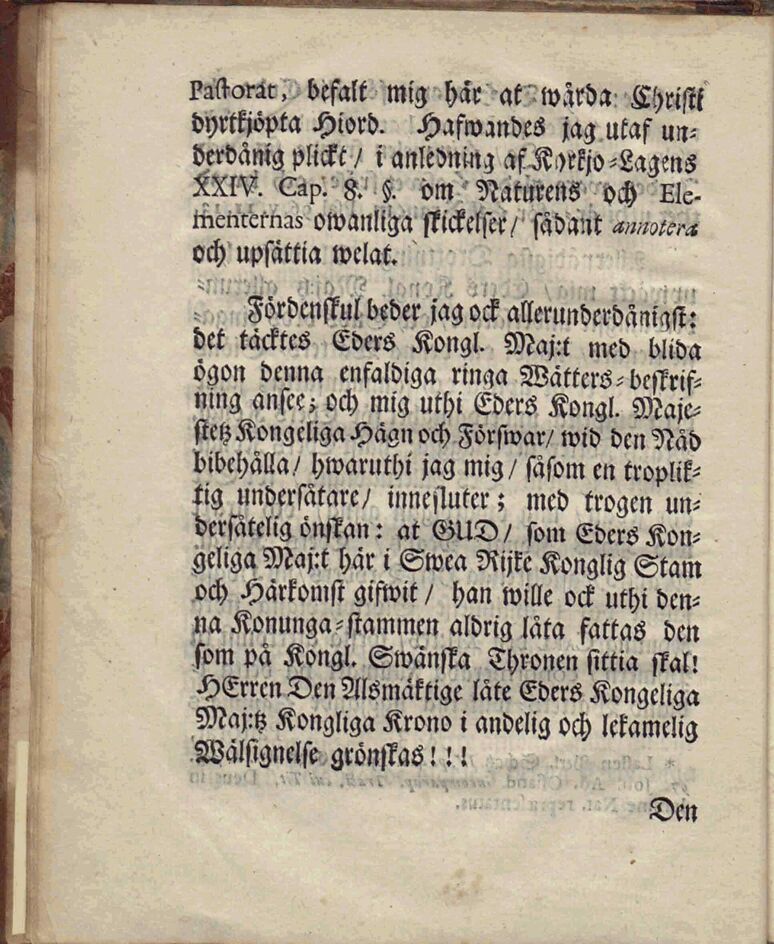 Pastorat, befalt mig här at wårda Christi
dyrtkjöpta Hiord. Hafwandes jag utaf un-
derdånig plickt / i anledning af Kyrkjo-Lagens
XXIV. Cap. 8. §. om Naturens och Ele-
menternas owanliga skickelser / sådant annotera
och upsättia welat.
Fördenskul beder jag ock allerunderdånigst:
det täcktes Eders Kongl. Maj:t med blida
ögon denna enfaldiga ringa Wätters-beskrif-
ning ansee; och mig uthi Eders Kongl. Maje-
stetz Kongeliga Hägn och Förswar / wid den Nåd
bibehålla / hwaruthi jag mig / såsom en troplik-
tig undersåtare / innesluter; med trogen un-
dersåtelig önskan: at GUD / som Eders Kon-
geliga Maj:t här i Swea Rijke Konglig Stam
och Härkomst gifwit / han wille ock uthi den-
na Konunga-stammen aldrig låta fattas den
som på Kongl. Swänska Thronen sittia skal!
HErren Den Alsmäktige låte Eders Kongeliga
Maj:tz Kongliga Krono i andelig och lekamelig
Wälsignelse grönskas!!!
Den